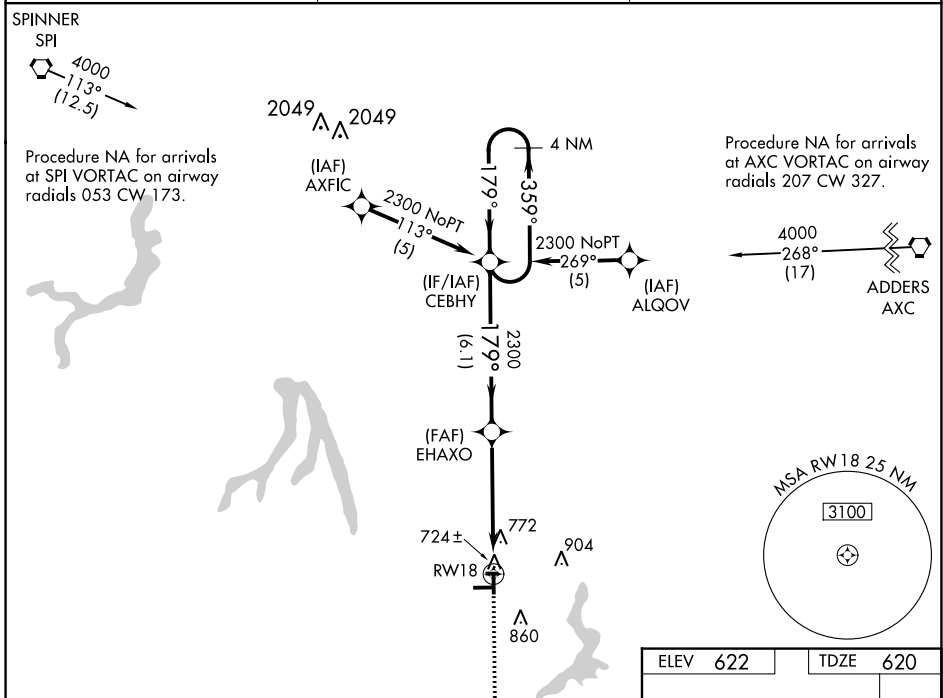 SPINNER
SPI
4000
113°
(12.5)
Procedure NA for arrivals
at SPI VORTAC on airway
radials 053 CW 173.
2049
2049
(IAF)
AXFIC
2300 NoPT
113°
(5)
4 NM
179°
359°
2300 NoPT
269°
(5)
(IF/IAF)
CEBHY
(IAF)
ALQOV
Procedure NA for arrivals
at AXC VORTAC on airway
radials 207 CW 327.
4000
268°
(17)
ADDERS
AXC
2300
179°
(6.1)
(FAF)
EHAXO
772
724 ±
904
RW18
860
MSA RW18 25 NM
3100
ELEV 622
TDZE 620